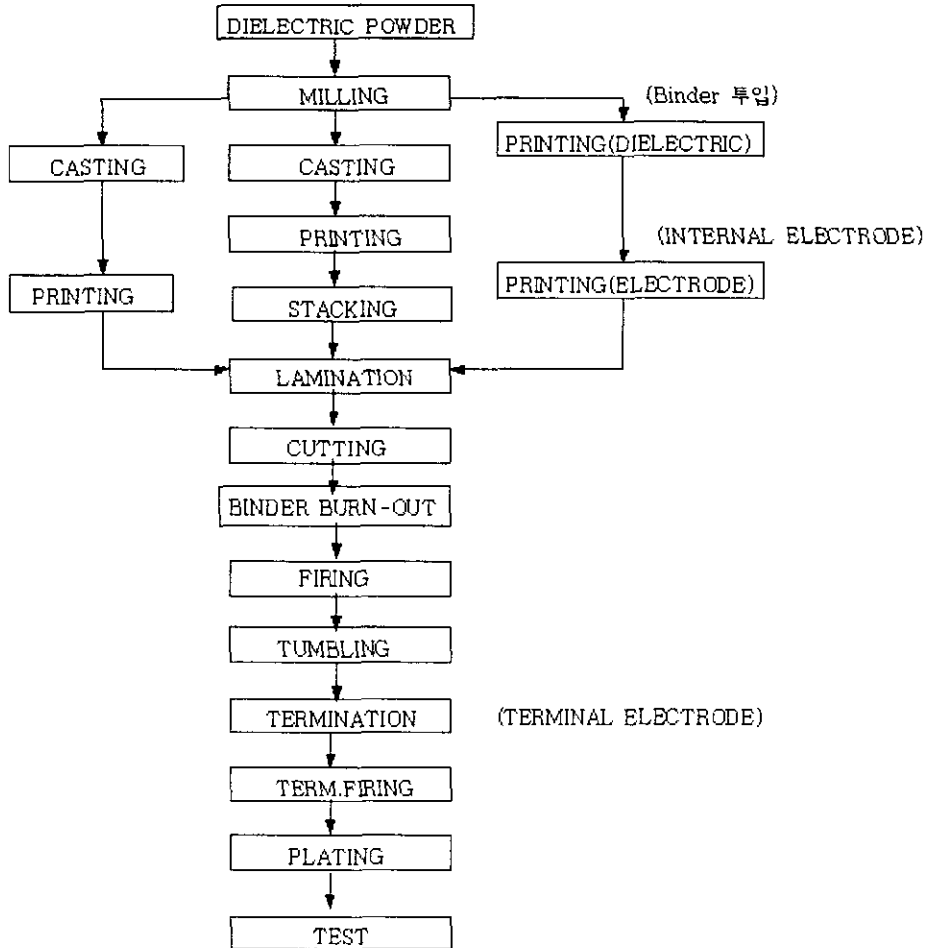 DIELECTRIC POWDER
MILLING
(Binder 투입)
CASTING
CASTING
PRINTING(DIELECTRIC)
PRINTING
(INTERNAL ELECTRODE)
PRINTING
STACKING
PRINTING(ELECTRODE)
LAMINATION
CUTTING
BINDER BURN-OUT
FIRING
TUMBLING
TERMINATION
(TERMINAL ELECTRODE)
TERM.FIRING
PLATING
TEST